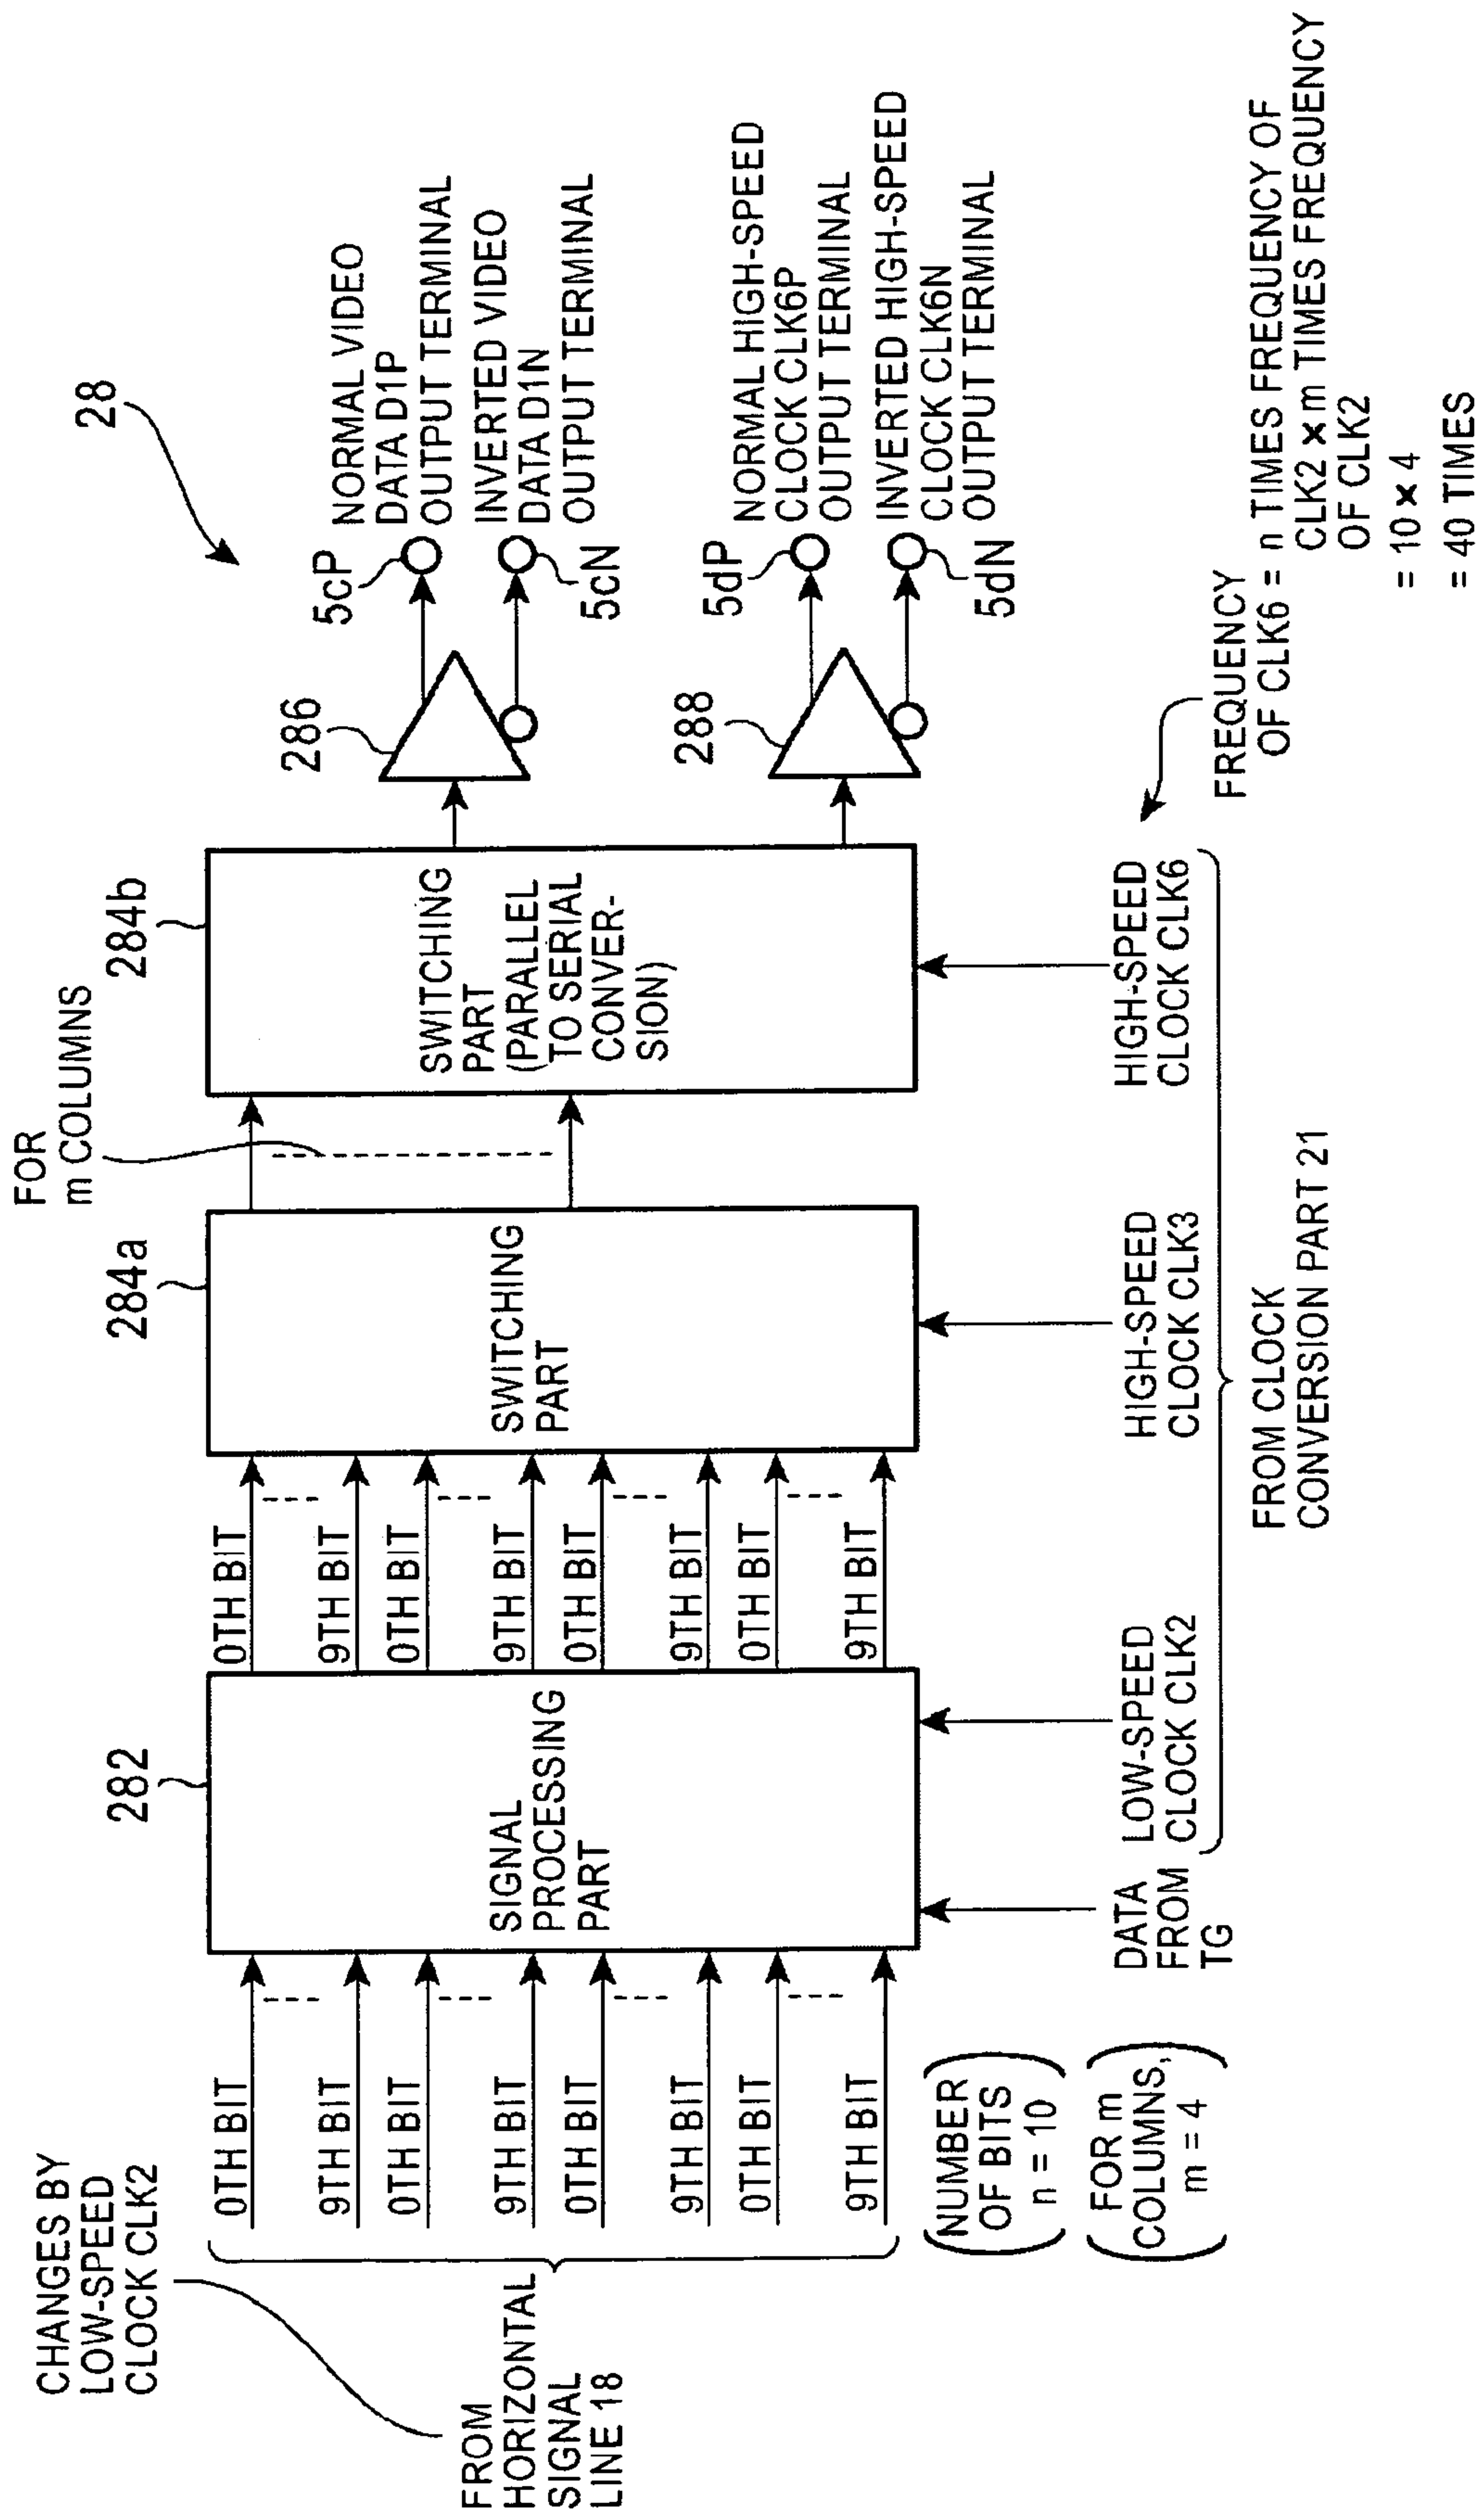 28
CHANGES BY
LOW-SPEED
CLOCK CLK2
FROM
HORIZONTAL
SIGNAL
LINE 18
0TH BIT
9TH BIT
0TH BIT
9TH BIT
0TH BIT
9TH BIT
0TH BIT
9TH BIT
(NUMBER
OF BITS
n = 10)
(FOR m
COLUMNS,
m = 4)
282
SIGNAL
PROCESSING
PART
DATA
FROM
TG
LOW-SPEED
CLOCK CLK2
0TH BIT
9TH BIT
0TH BIT
9TH BIT
0TH BIT
9TH BIT
0TH BIT
9TH BIT
284a
SWITCHING
PART
HIGH-SPEED
CLOCK CLK3
FROM CLOCK
CONVERSION PART 21
FOR
m COLUMNS
284b
SWITCHING
PART
(PARALLEL
TO SERIAL
CONVER-
SION)
HIGH-SPEED
CLOCK CLK6
286
288
5cP
NORMAL VIDEO
DATA D1P
OUTPUT TERMINAL
5cN
INVERTED VIDEO
DATA D1N
OUTPUT TERMINAL
5dP
NORMAL HIGH-SPEED
CLOCK CLK6P
OUTPUT TERMINAL
5dN
INVERTED HIGH-SPEED
CLOCK CLK6N
OUTPUT TERMINAL
FREQUENCY
OF CLK6 = n TIMES FREQUENCY OF
CLK2 × m TIMES FREQUENCY
OF CLK2
= 10 × 4
= 40 TIMES